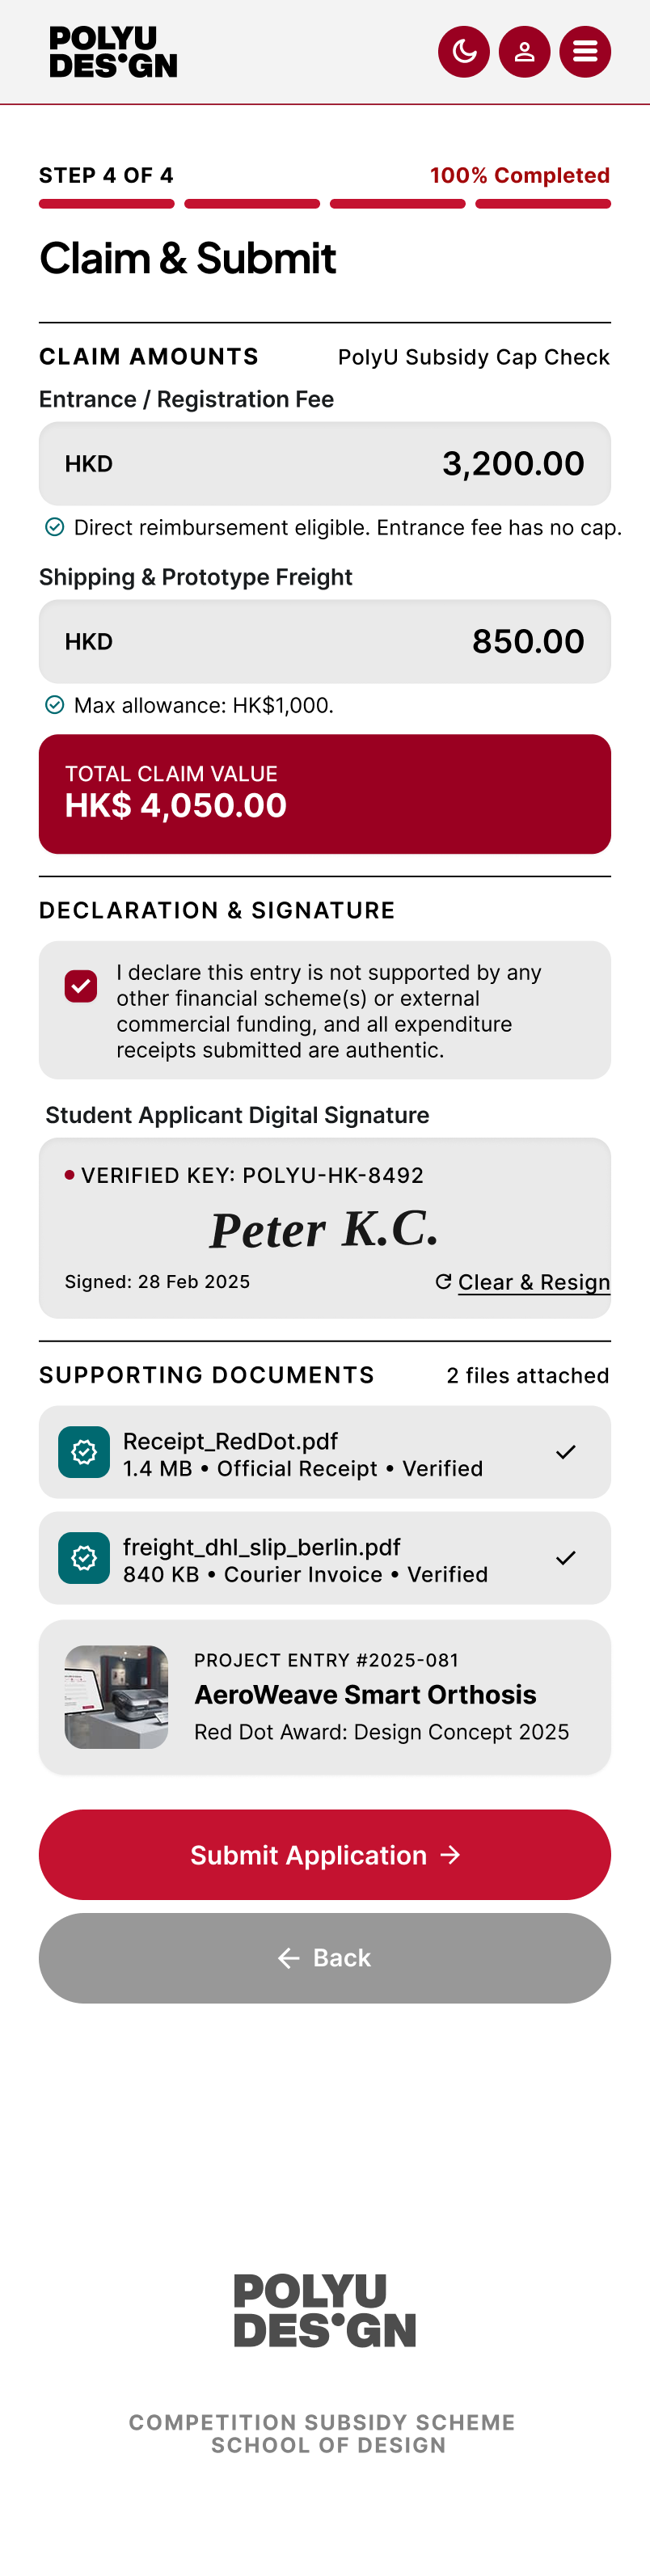 POLYU
DES•GN
STEP 4 OF 4
100% Completed
Claim & Submit
CLAIM AMOUNTS
PolyU Subsidy Cap Check
Entrance / Registration Fee
HKD
3,200.00
Direct reimbursement eligible. Entrance fee has no cap.
Shipping & Prototype Freight
HKD
850.00
Max allowance: HK$1,000.
TOTAL CLAIM VALUE
HK$ 4,050.00
DECLARATION & SIGNATURE
I declare this entry is not supported by any
other financial scheme(s) or external
commercial funding, and all expenditure
receipts submitted are authentic.
Student Applicant Digital Signature
VERIFIED KEY: POLYU-HK-8492
Peter K.C.
Signed: 28 Feb 2025
Clear & Resign
SUPPORTING DOCUMENTS
2 files attached
Receipt_RedDot.pdf
1.4 MB • Official Receipt • Verified
freight_dhl_slip_berlin.pdf
840 KB • Courier Invoice • Verified
PROJECT ENTRY #2025-081
AeroWeave Smart Orthosis
Red Dot Award: Design Concept 2025
Submit Application →
← Back
POLYU
DES•GN
COMPETITION SUBSIDY SCHEME
SCHOOL OF DESIGN